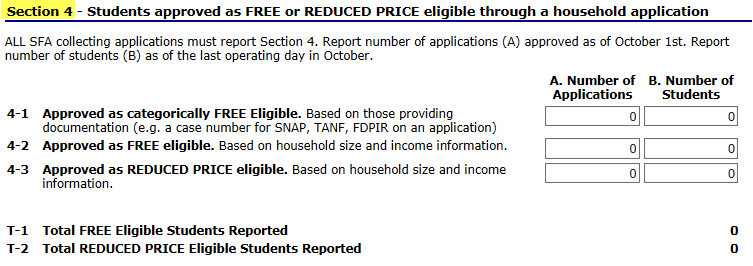 Section 4 - Students approved as FREE or REDUCED PRICE eligible through a household application
ALL SFA collecting applications must report Section 4. Report number of applications (A) approved as of October 1st. Report
number of students (B) as of the last operating day in October.
A. Number of Applications B. Number of Students
4-1 Approved as categorically FREE Eligible. Based on those providing
documentation (e.g. a case number for SNAP, TANF, FDPIR on an application) 0 0
4-2 Approved as FREE eligible. Based on household size and income information. 0 0
4-3 Approved as REDUCED PRICE eligible. Based on household size and income
information. 0 0
T-1 Total FREE Eligible Students Reported 0
T-2 Total REDUCED PRICE Eligible Students Reported 0